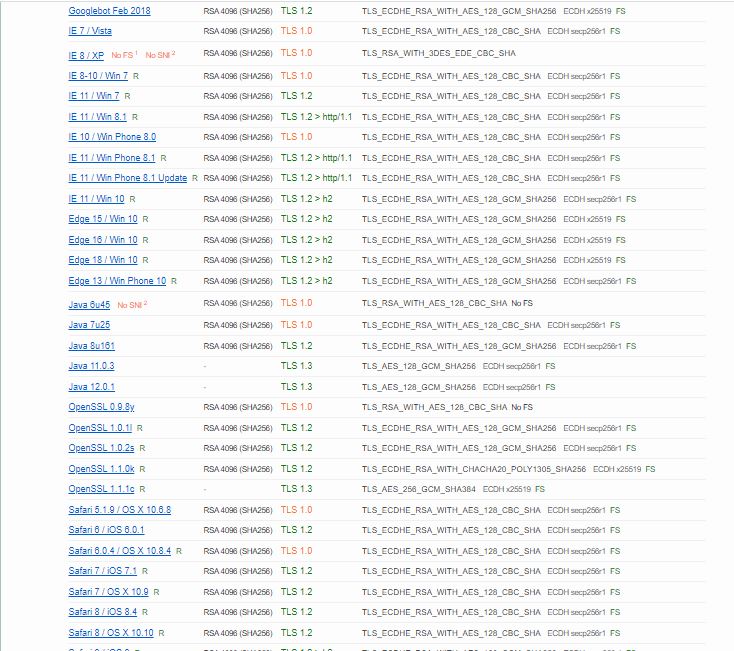 Googlebot Feb 2018 RSA 4096 (SHA256) TLS 1.2 TLS_ECDHE_RSA_WITH_AES_128_GCM_SHA256 ECDH x25519 FS
IE 7 / Vista RSA 4096 (SHA256) TLS 1.0 TLS_ECDHE_RSA_WITH_AES_128_CBC_SHA ECDH secp256r1 FS
IE 8 / XP No FS 1 No SNI 2 RSA 4096 (SHA256) TLS 1.0 TLS_RSA_WITH_3DES_EDE_CBC_SHA
IE 8-10 / Win 7 R RSA 4096 (SHA256) TLS 1.0 TLS_ECDHE_RSA_WITH_AES_128_CBC_SHA ECDH secp256r1 FS
IE 11 / Win 7 R RSA 4096 (SHA256) TLS 1.2 TLS_ECDHE_RSA_WITH_AES_128_CBC_SHA ECDH secp256r1 FS
IE 11 / Win 8.1 R RSA 4096 (SHA256) TLS 1.2 > http/1.1 TLS_ECDHE_RSA_WITH_AES_128_CBC_SHA ECDH secp256r1 FS
IE 10 / Win Phone 8.0 RSA 4096 (SHA256) TLS 1.0 TLS_ECDHE_RSA_WITH_AES_128_CBC_SHA ECDH secp256r1 FS
IE 11 / Win Phone 8.1 R RSA 4096 (SHA256) TLS 1.2 > http/1.1 TLS_ECDHE_RSA_WITH_AES_128_CBC_SHA ECDH secp256r1 FS
IE 11 / Win Phone 8.1 Update R RSA 4096 (SHA256) TLS 1.2 > http/1.1 TLS_ECDHE_RSA_WITH_AES_128_CBC_SHA ECDH secp256r1 FS
IE 11 / Win 10 R RSA 4096 (SHA256) TLS 1.2 > h2 TLS_ECDHE_RSA_WITH_AES_128_GCM_SHA256 ECDH secp256r1 FS
Edge 15 / Win 10 R RSA 4096 (SHA256) TLS 1.2 > h2 TLS_ECDHE_RSA_WITH_AES_128_GCM_SHA256 ECDH x25519 FS
Edge 16 / Win 10 R RSA 4096 (SHA256) TLS 1.2 > h2 TLS_ECDHE_RSA_WITH_AES_128_GCM_SHA256 ECDH x25519 FS
Edge 18 / Win 10 R RSA 4096 (SHA256) TLS 1.2 > h2 TLS_ECDHE_RSA_WITH_AES_128_GCM_SHA256 ECDH x25519 FS
Edge 13 / Win Phone 10 R RSA 4096 (SHA256) TLS 1.2 > h2 TLS_ECDHE_RSA_WITH_AES_128_GCM_SHA256 ECDH secp256r1 FS
Java 6u45 No SNI 2 RSA 4096 (SHA256) TLS 1.0 TLS_RSA_WITH_AES_128_CBC_SHA No FS
Java 7u25 RSA 4096 (SHA256) TLS 1.0 TLS_ECDHE_RSA_WITH_AES_128_CBC_SHA ECDH secp256r1 FS
Java 8u161 RSA 4096 (SHA256) TLS 1.2 TLS_ECDHE_RSA_WITH_AES_128_GCM_SHA256 ECDH secp256r1 FS
Java 11.0.3 - TLS 1.3 TLS_AES_128_GCM_SHA256 ECDH secp256r1 FS
Java 12.0.1 - TLS 1.3 TLS_AES_128_GCM_SHA256 ECDH secp256r1 FS
OpenSSL 0.9.8y RSA 4096 (SHA256) TLS 1.0 TLS_RSA_WITH_AES_128_CBC_SHA No FS
OpenSSL 1.0.1l R RSA 4096 (SHA256) TLS 1.2 TLS_ECDHE_RSA_WITH_AES_128_GCM_SHA256 ECDH secp256r1 FS
OpenSSL 1.0.2s R RSA 4096 (SHA256) TLS 1.2 TLS_ECDHE_RSA_WITH_AES_128_GCM_SHA256 ECDH secp256r1 FS
OpenSSL 1.1.0k R RSA 4096 (SHA256) TLS 1.2 TLS_ECDHE_RSA_WITH_CHACHA20_POLY1305_SHA256 ECDH x25519 FS
OpenSSL 1.1.1c R - TLS 1.3 TLS_AES_256_GCM_SHA384 ECDH x25519 FS
Safari 5.1.9 / OS X 10.6.8 RSA 4096 (SHA256) TLS 1.0 TLS_ECDHE_RSA_WITH_AES_128_CBC_SHA ECDH secp256r1 FS
Safari 6 / iOS 6.0.1 RSA 4096 (SHA256) TLS 1.2 TLS_ECDHE_RSA_WITH_AES_128_CBC_SHA ECDH secp256r1 FS
Safari 6.0.4 / OS X 10.8.4 R RSA 4096 (SHA256) TLS 1.0 TLS_ECDHE_RSA_WITH_AES_128_CBC_SHA ECDH secp256r1 FS
Safari 7 / iOS 7.1 R RSA 4096 (SHA256) TLS 1.2 TLS_ECDHE_RSA_WITH_AES_128_CBC_SHA ECDH secp256r1 FS
Safari 7 / OS X 10.9 R RSA 4096 (SHA256) TLS 1.2 TLS_ECDHE_RSA_WITH_AES_128_CBC_SHA ECDH secp256r1 FS
Safari 8 / iOS 8.4 R RSA 4096 (SHA256) TLS 1.2 TLS_ECDHE_RSA_WITH_AES_128_CBC_SHA ECDH secp256r1 FS
Safari 8 / OS X 10.10 R RSA 4096 (SHA256) TLS 1.2 TLS_ECDHE_RSA_WITH_AES_128_CBC_SHA ECDH secp256r1 FS